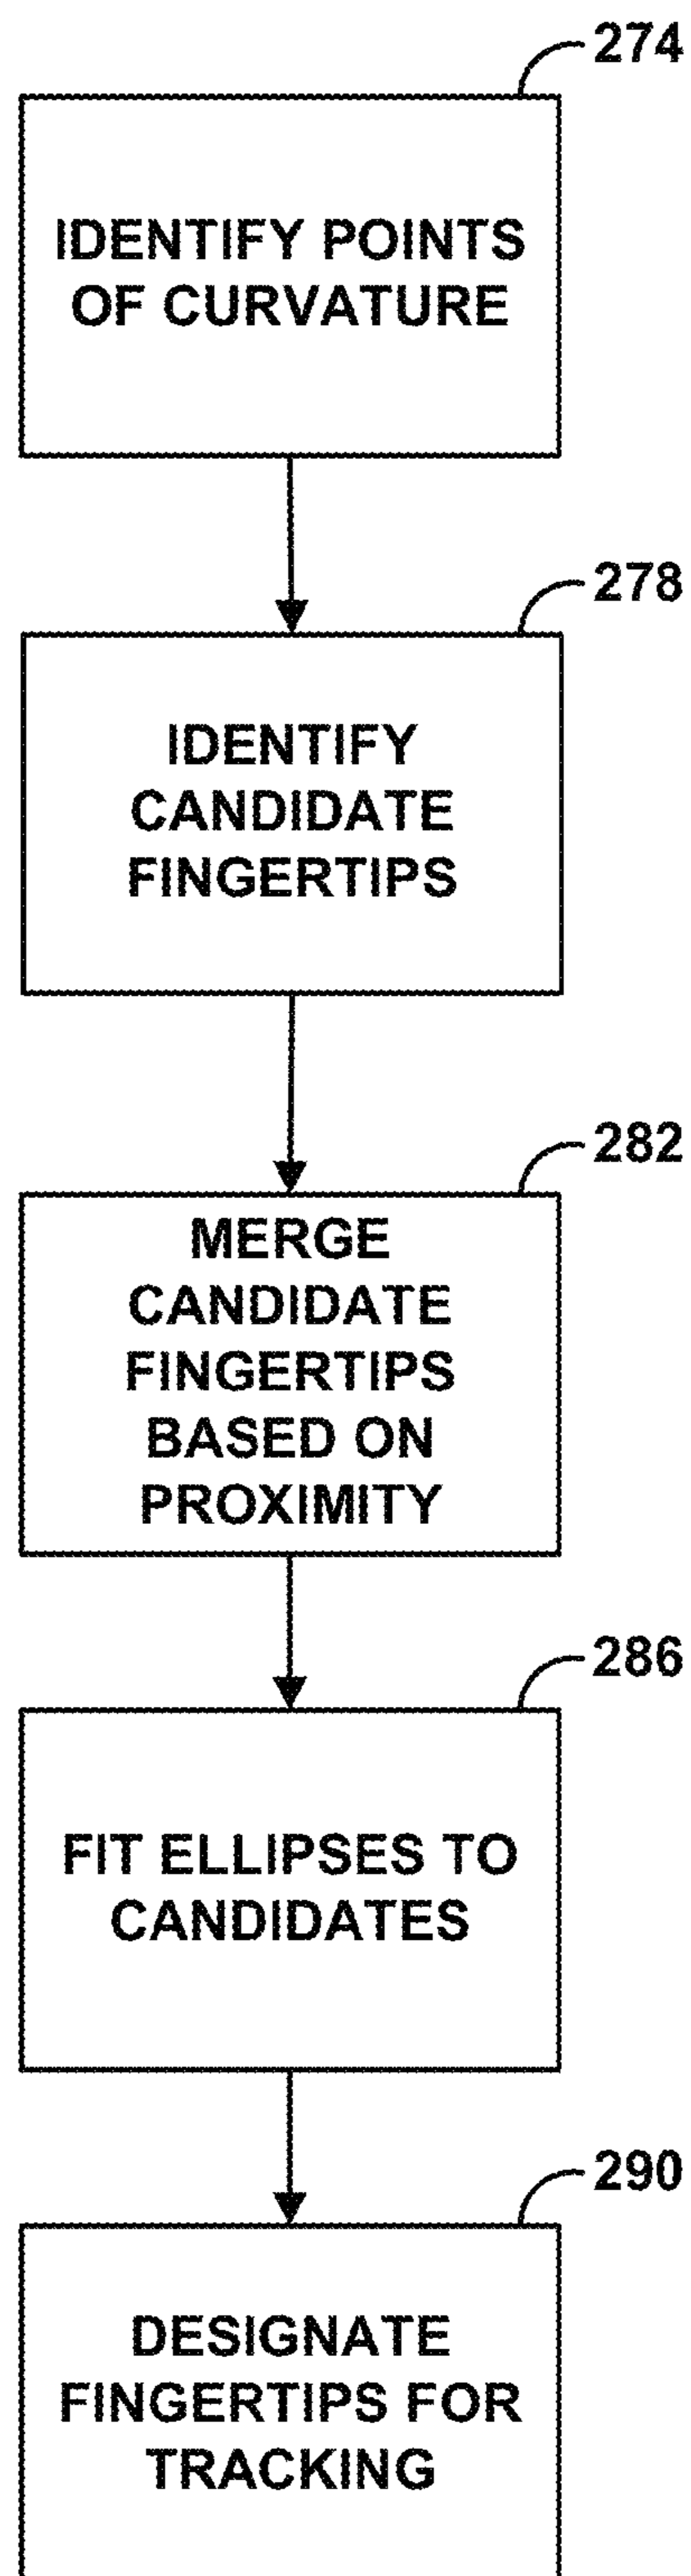 274
IDENTIFY POINTS
OF CURVATURE
278
IDENTIFY
CANDIDATE
FINGERTIPS
282
MERGE
CANDIDATE
FINGERTIPS
BASED ON
PROXIMITY
286
FIT ELLIPSES TO
CANDIDATES
290
DESIGNATE
FINGERTIPS FOR
TRACKING